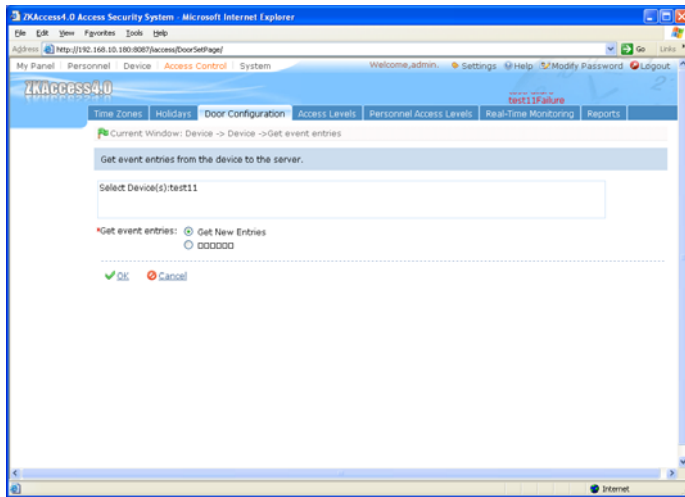 ZKAccess4.0 Access Security System - Microsoft Internet Explorer
File Edit View Favorites Tools Help
Address http://192.168.10.180:8087/iaccess/DoorSetPage/ Go Links
My Panel Personnel Device Access Control System Welcome,admin. Settings Help Modify Password Logout
ZKAccess4.0
test11Failure
Time Zones Holidays Door Configuration Access Levels Personnel Access Levels Real-Time Monitoring Reports
Current Window: Device -> Device ->Get event entries
Get event entries from the device to the server.
Select Device(s):test11
*Get event entries: Get New Entries
□□□□□□
OK Cancel
Internet